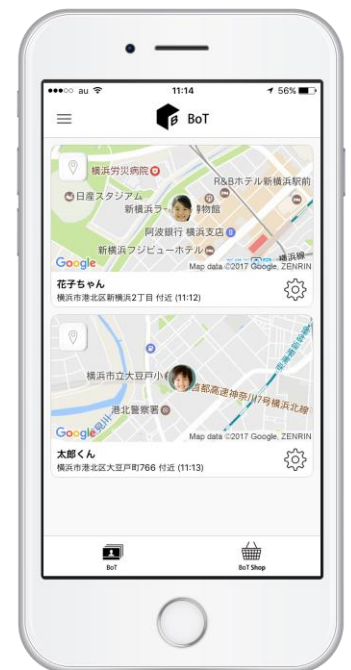 au
11:14
56%
BoT
横浜労災病院
R&Bホテル新横浜駅前
日産スタジアム
新横浜ラー
博物館
阿波銀行 横浜支店
新横浜フジビューホテル
横浜線
Google
Map data ©2017 Google, ZENRIN
花子ちゃん
横浜市港北区新横浜2丁目 付近 (11:12)
横浜市立大豆戸小
首都高速神奈川7号横浜北線
港北警察署
Google
Map data ©2017 Google, ZENRIN
太郎くん
横浜市港北区大豆戸町766 付近 (11:13)
BoT
BoT Shop